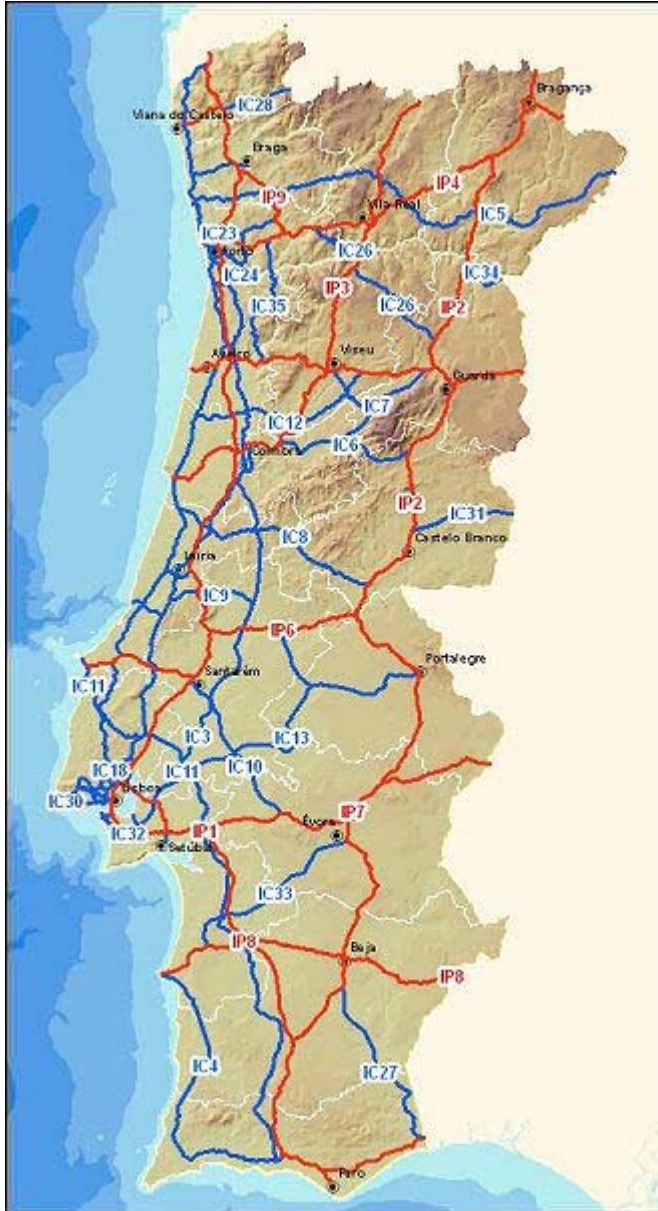 Bragança
IC28
Viana do Castelo
Braga
IP4
IP9
Vila Real
IC5
IC23
Porto
IC26
IC24
IC34
IP3
IC35
IC26
IP2
Aveiro
Viseu
Guarda
IC7
IC12
IC6
Coimbra
IP2
IC31
IC8
Castelo Branco
Leiria
IC9
IP6
Portalegre
IC11
Santarém
IC3
IC13
IC18
IC11
IC10
IC30
Lisboa
IP7
IC32
IP1
Évora
Setúbal
IC33
IP8
Beja
IP8
IC4
IC27
Faro